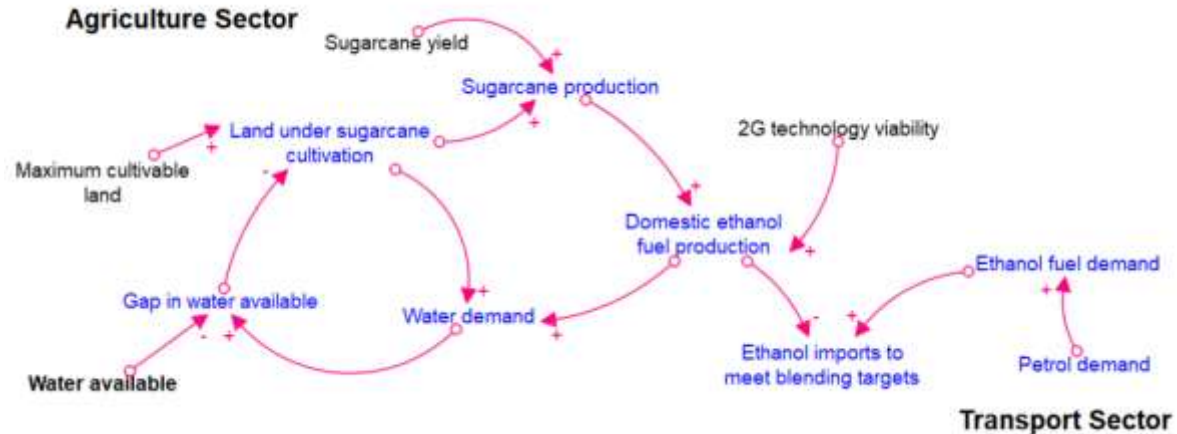 Agriculture Sector
Sugarcane yield
+
Sugarcane production
+
Land under sugarcane
cultivation
+
Maximum cultivable
land
-
2G technology viability
+
Domestic ethanol
fuel production
+
Ethanol fuel demand
+
Gap in water available
- +
Water demand
+
+
- +
Ethanol imports to
meet blending targets
Petrol demand
Water available
Transport Sector